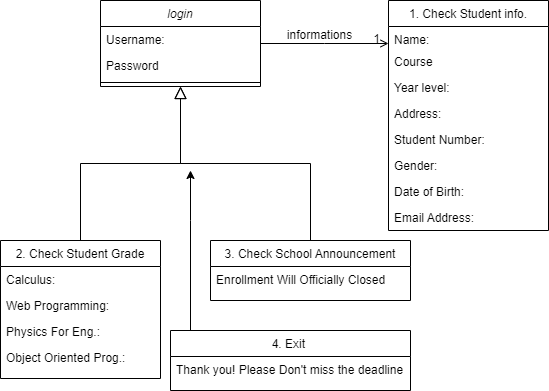 login
Username:
Password
informations
1
1. Check Student info.
Name:
Course
Year level:
Address:
Student Number:
Gender:
Date of Birth:
Email Address:
2. Check Student Grade
Calculus:
Web Programming:
Physics For Eng.:
Object Oriented Prog.:
3. Check School Announcement
Enrollment Will Officially Closed
4. Exit
Thank you! Please Don't miss the deadline